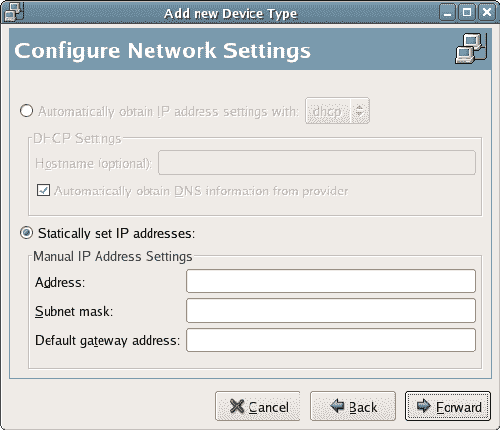 Add new Device Type
Configure Network Settings
Automatically obtain IP address settings with: dhcp
DHCP Settings
Hostname (optional):
Automatically obtain DNS information from provider
Statically set IP addresses:
Manual IP Address Settings
Address:
Subnet mask:
Default gateway address:
Cancel Back Forward